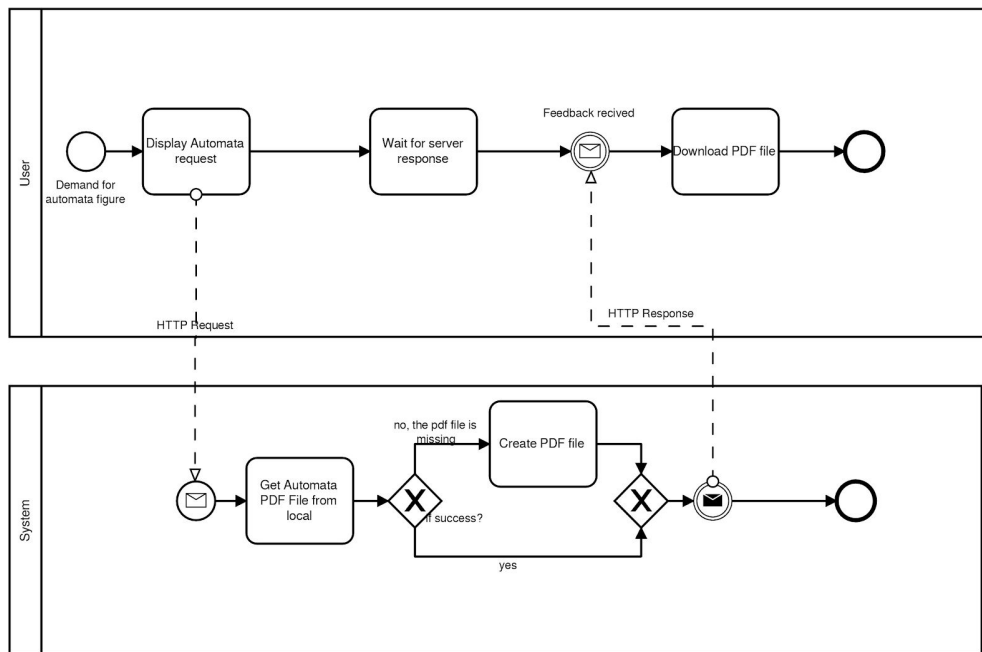 User
Demand for
automata figure
Display Automata
request
Wait for server
response
Feedback recived
Download PDF file
HTTP Request
HTTP Response
System
Get Automata
PDF File from
local
no, the pdf file is
missing
If success?
yes
Create PDF file